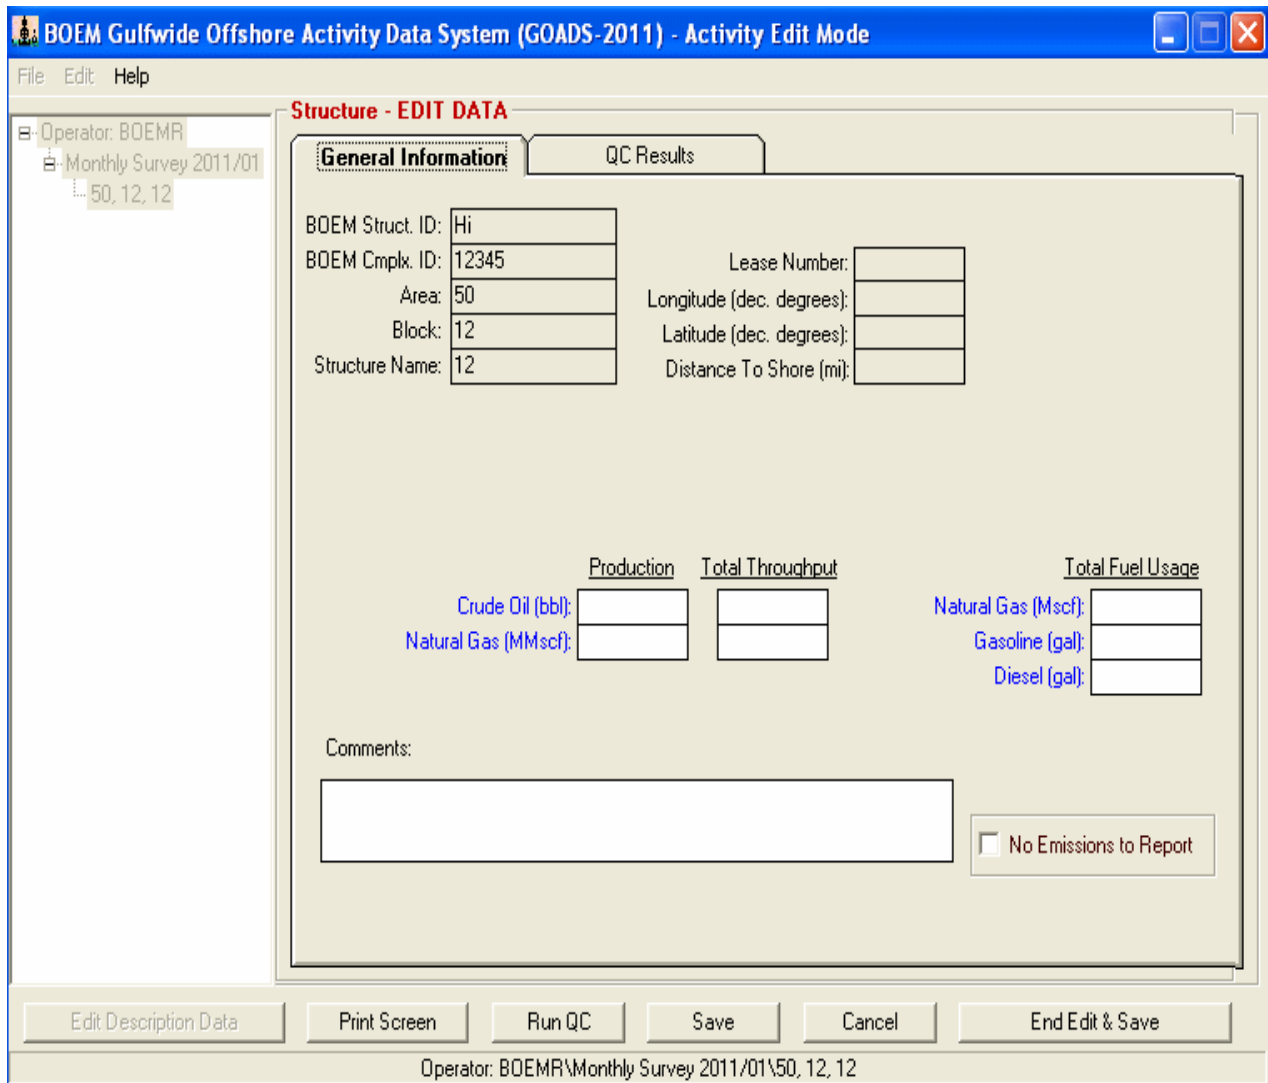 BOEM Gulfwide Offshore Activity Data System (GOADS-2011) - Activity Edit Mode
File Edit Help
Structure - EDIT DATA
Operator: BOEMR
Monthly Survey 2011/01
50, 12, 12
General Information
QC Results
BOEM Struct. ID: Hi
BOEM Cmplx. ID: 12345
Area: 50
Block: 12
Structure Name: 12
Lease Number:
Longitude (dec. degrees):
Latitude (dec. degrees):
Distance To Shore (mi):
Production Total Throughput
Crude Oil (bbl):
Natural Gas (MMscf):
Total Fuel Usage
Natural Gas (Mscf):
Gasoline (gal):
Diesel (gal):
Comments:
No Emissions to Report
Edit Description Data Print Screen Run QC Save Cancel End Edit & Save
Operator: BOEMR\Monthly Survey 2011/01\50, 12, 12